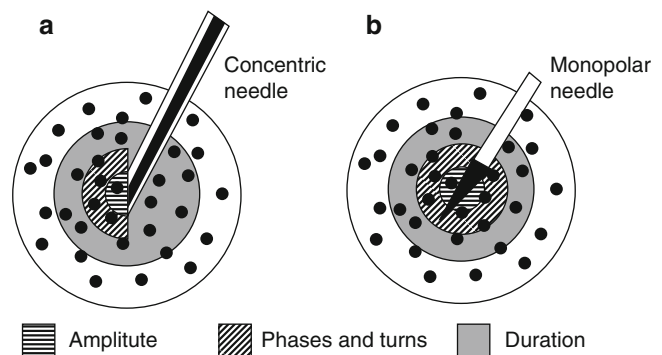 a
Concentric
needle
b
Monopolar
needle
Amplitute
Phases and turns
Duration